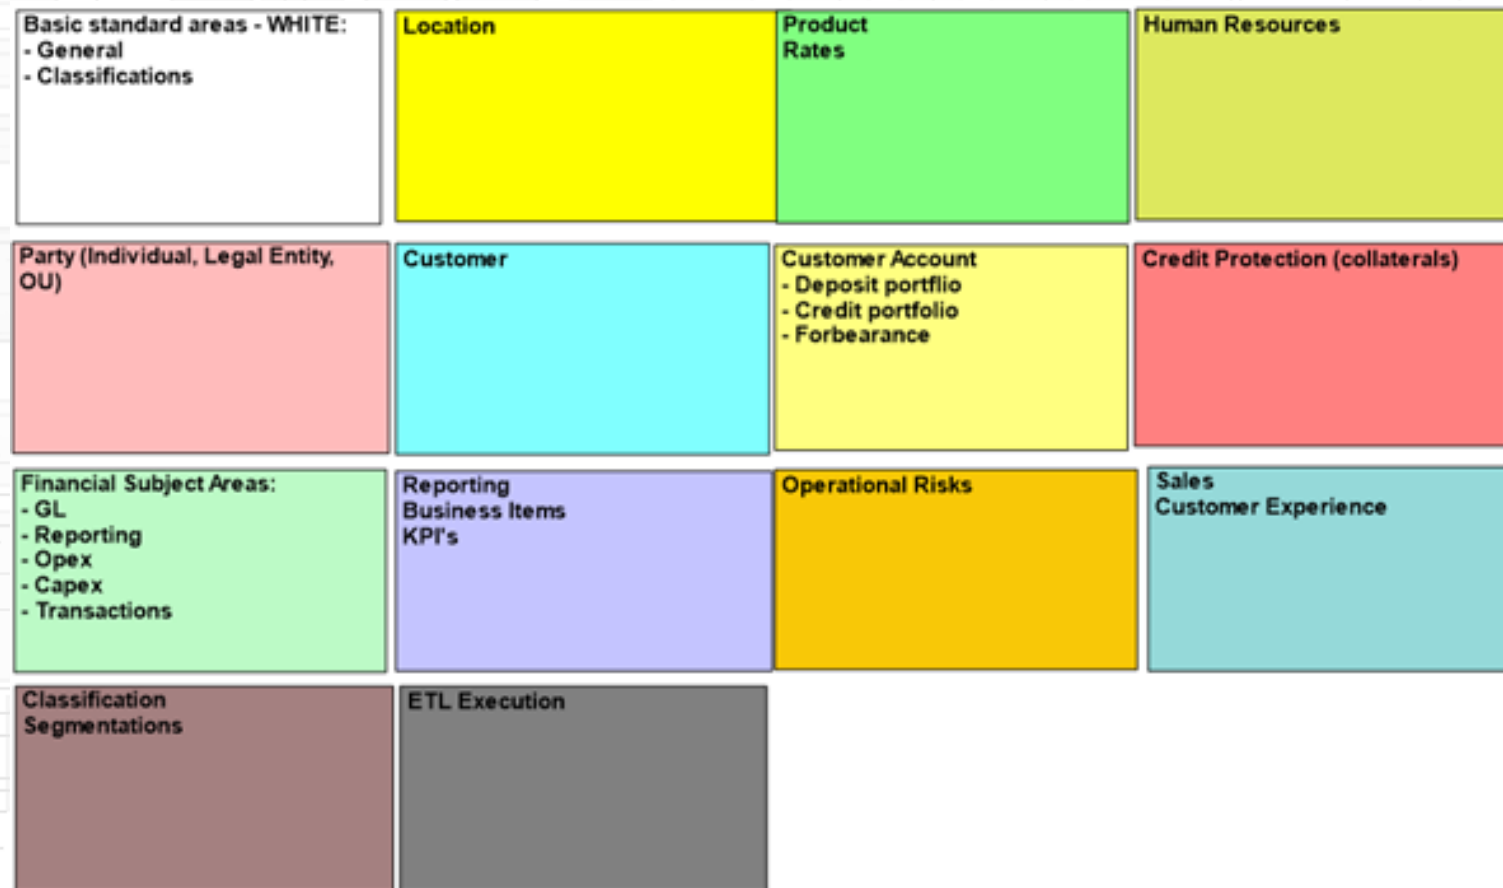 Basic standard areas - WHITE:
- General
- Classifications
Location
Product
Rates
Human Resources
Party (Individual, Legal Entity,
OU)
Customer
Customer Account
- Deposit portflio
- Credit portfolio
- Forbearance
Credit Protection (collaterals)
Financial Subject Areas:
- GL
- Reporting
- Opex
- Capex
- Transactions
Reporting
Business Items
KPI's
Operational Risks
Sales
Customer Experience
Classification
Segmentations
ETL Execution